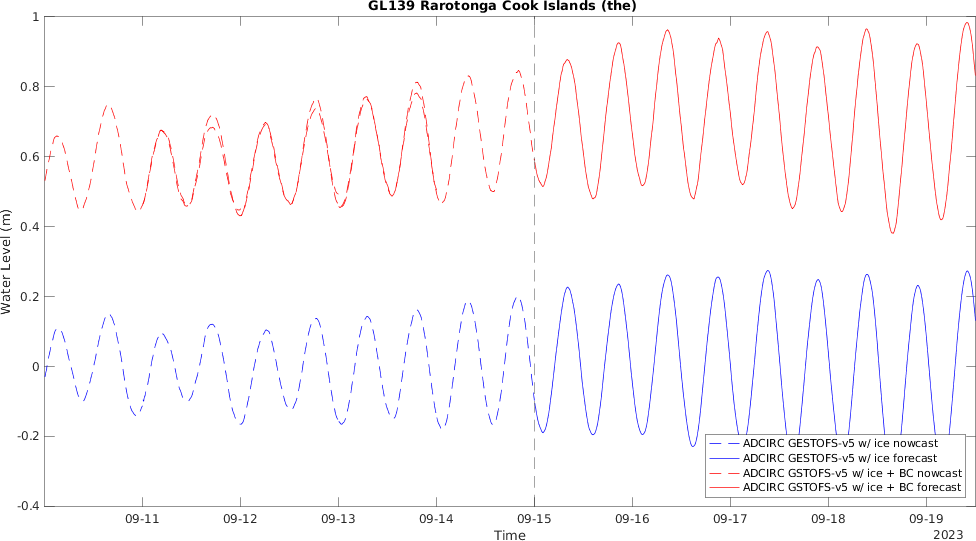 GL139 Rarotonga Cook Islands (the)
Water Level (m)
1
0.8
0.6
0.4
0.2
0
-0.2
-0.4
ADCIRC GESTOFS-v5 w/ ice nowcast
ADCIRC GESTOFS-v5 w/ ice forecast
ADCIRC GSTOFS-v5 w/ ice + BC nowcast
ADCIRC GSTOFS-v5 w/ ice + BC forecast
09-11 09-12 09-13 09-14 09-15 09-16 09-17 09-18 09-19
Time
2023